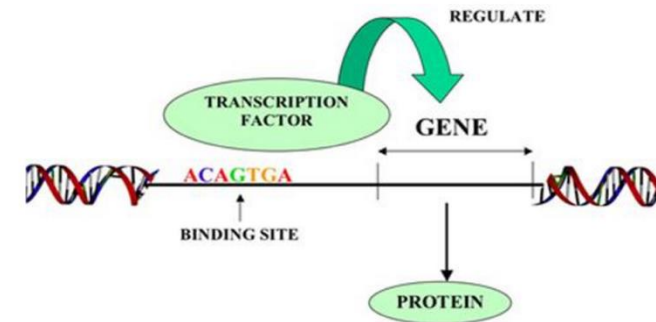 REGULATE
TRANSCRIPTION
FACTOR
GENE
ACAGTGA
BINDING SITE
PROTEIN